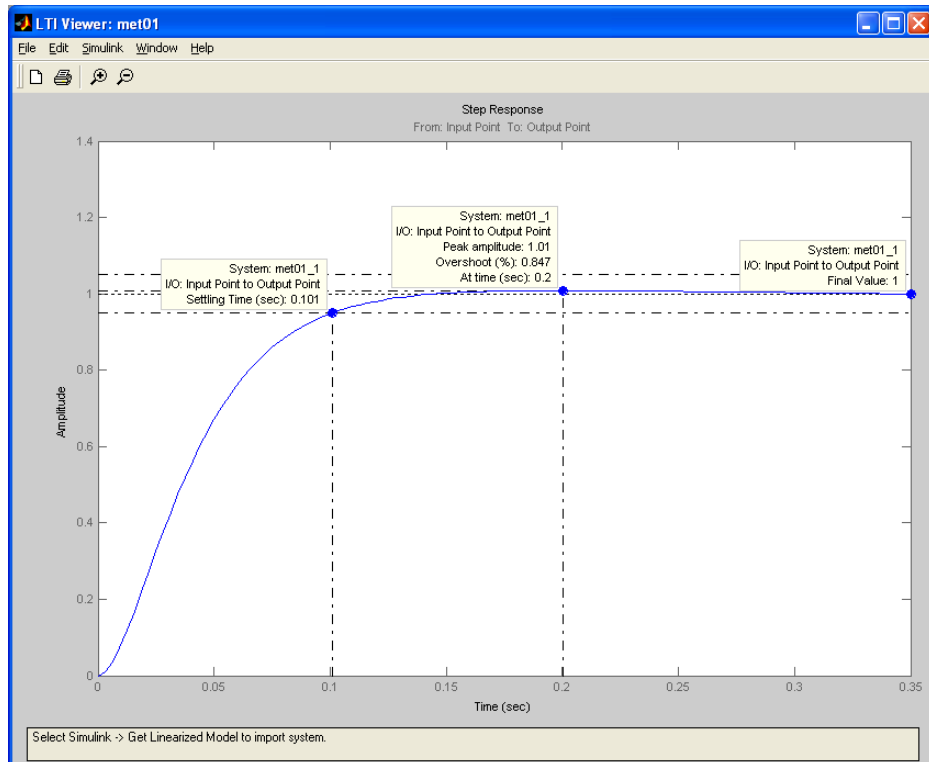 LTI Viewer: met01
File Edit Simulink Window Help
Step Response
From: Input Point To: Output Point
1.4
1.2
1
0.8
0.6
0.4
0.2
0
Amplitude
System: met01_1
I/O: Input Point to Output Point
Settling Time (sec): 0.101
System: met01_1
I/O: Input Point to Output Point
Peak amplitude: 1.01
Overshoot (%): 0.847
At time (sec): 0.2
System: met01_1
I/O: Input Point to Output Point
Final Value: 1
0 0.05 0.1 0.15 0.2 0.25 0.3 0.35
Time (sec)
Select Simulink -> Get Linearized Model to import system.